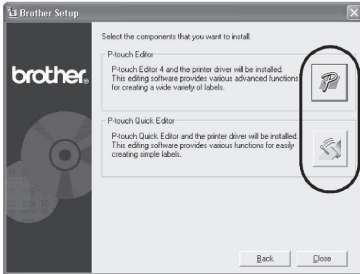 Brother Setup
Select the components that you want to install.
P-touch Editor
P-touch Editor 4 and the printer driver will be installed.
This editing software provides various advanced functions
for creating a wide variety of labels.
brother.
P-touch Quick Editor
P-touch Quick Editor and the printer driver will be installed.
This editing software provides various functions for easily
creating simple labels.
Back
Close